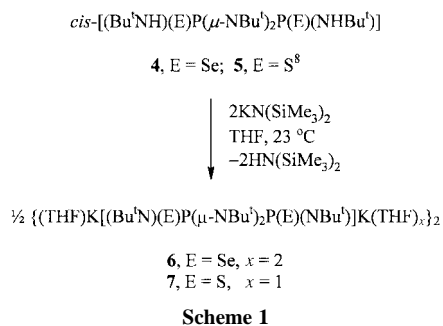 cis-[(BuᵗNH)(E)P(μ-NBuᵗ)₂P(E)(NHBuᵗ)]
4, E = Se; 5, E = S⁸
2KN(SiMe₃)₂
THF, 23 °C
−2HN(SiMe₃)₂
½ {(THF)K[(BuᵗN)(E)P(μ-NBuᵗ)₂P(E)(NBuᵗ)]K(THF)ₓ}₂
6, E = Se, x = 2
7, E = S, x = 1
Scheme 1